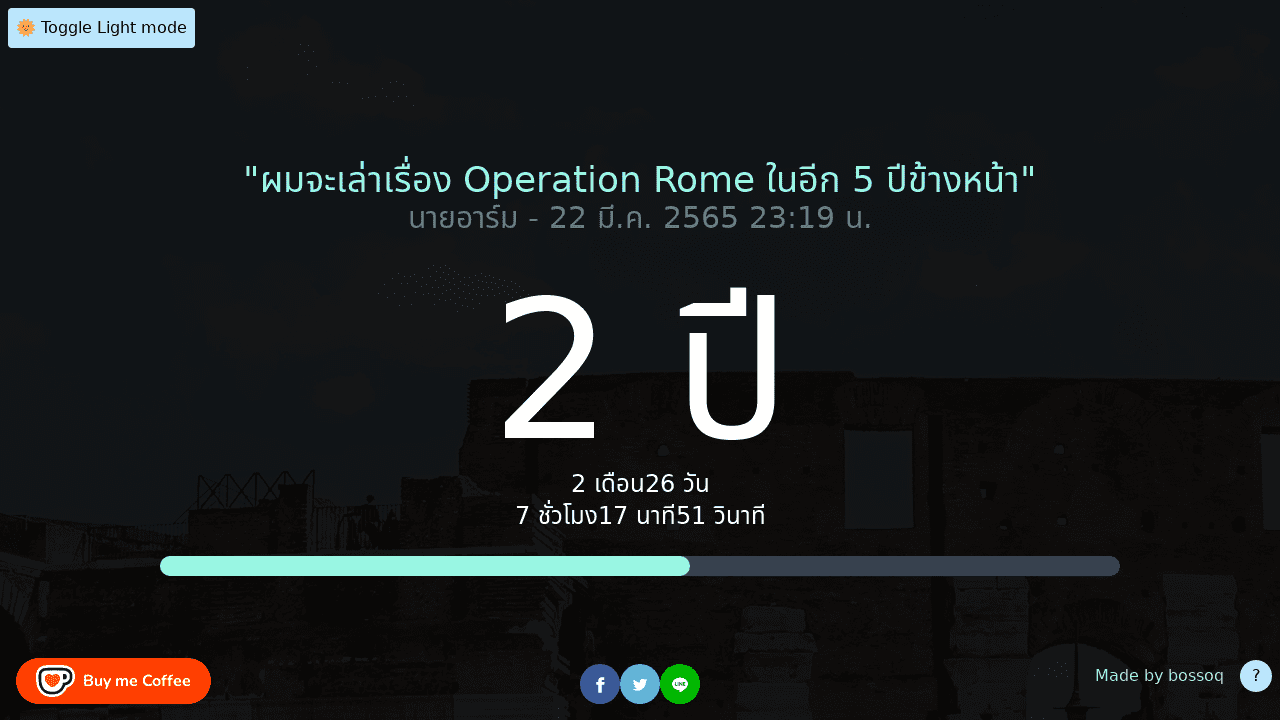 🌞 Toggle Light mode
"ผมจะเล่าเรื่อง Operation Rome ในอีก 5 ปีข้างหน้า"
นายอาร์ม - 22 มี.ค. 2565 23:19 น.
2 ปี
2 เดือน26 วัน
7 ชั่วโมง17 นาที51 วินาที
Buy me Coffee
LINE
Made by bossoq
?